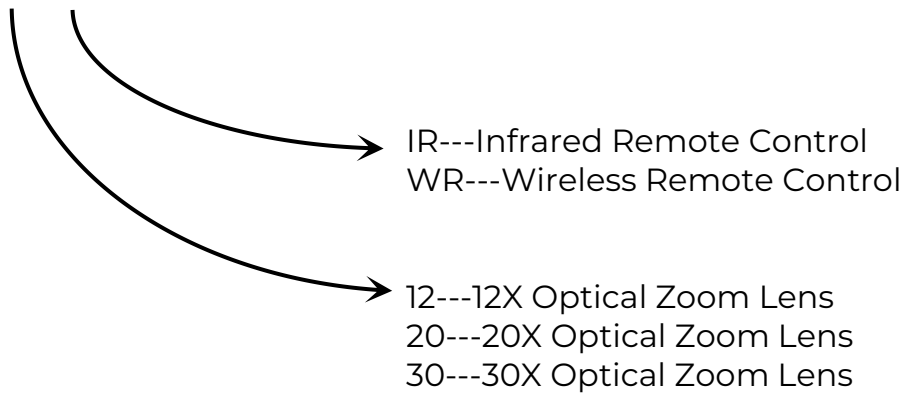 IR---Infrared Remote Control
WR---Wireless Remote Control
12---12X Optical Zoom Lens
20---20X Optical Zoom Lens
30---30X Optical Zoom Lens